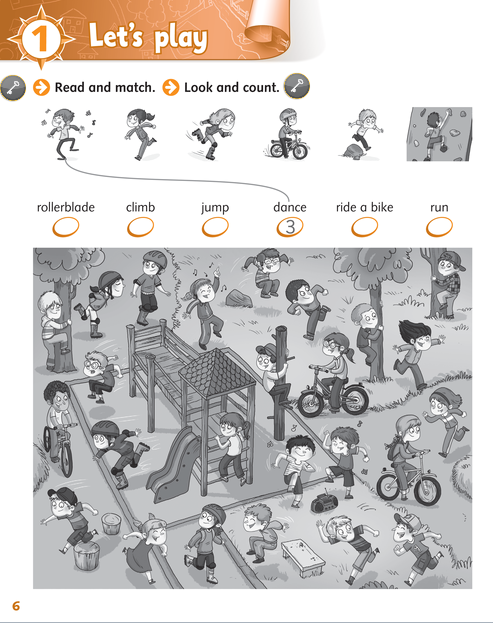 1 Let's play
Read and match. Look and count.
rollerblade climb jump dance ride a bike run
3
6